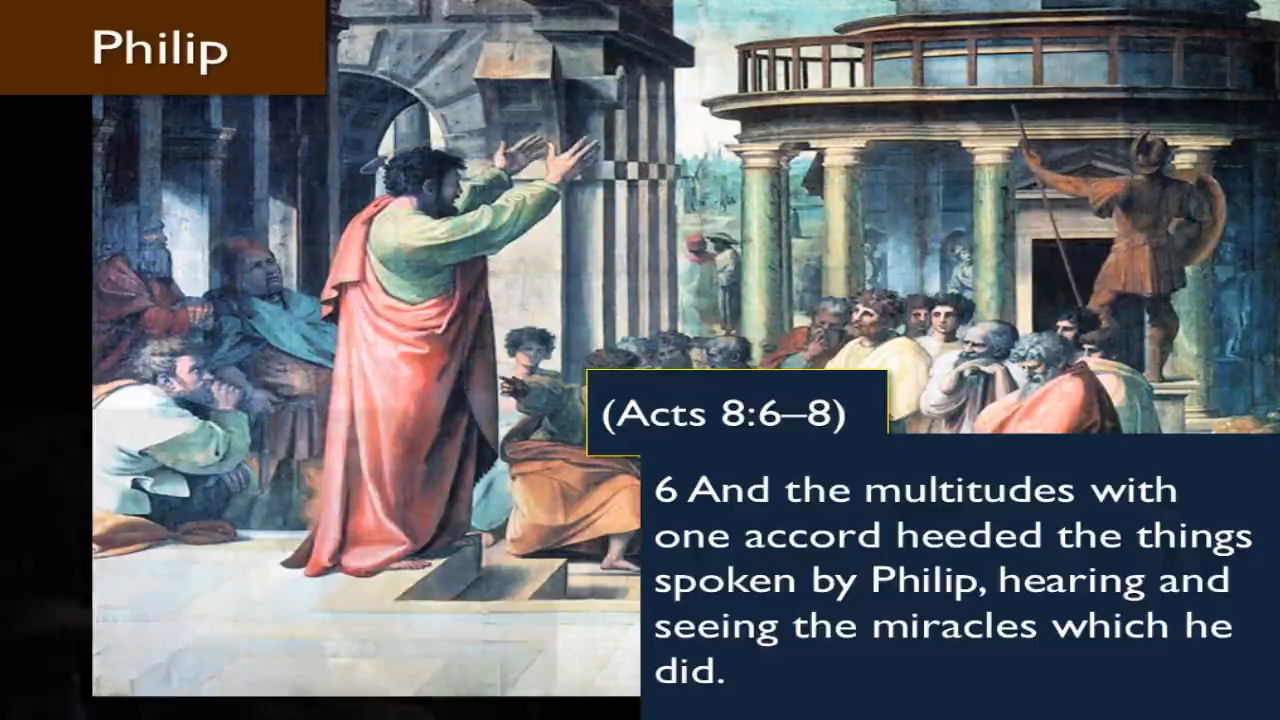 Philip
(Acts 8:6–8)
6 And the multitudes with
one accord heeded the things
spoken by Philip, hearing and
seeing the miracles which he
did.